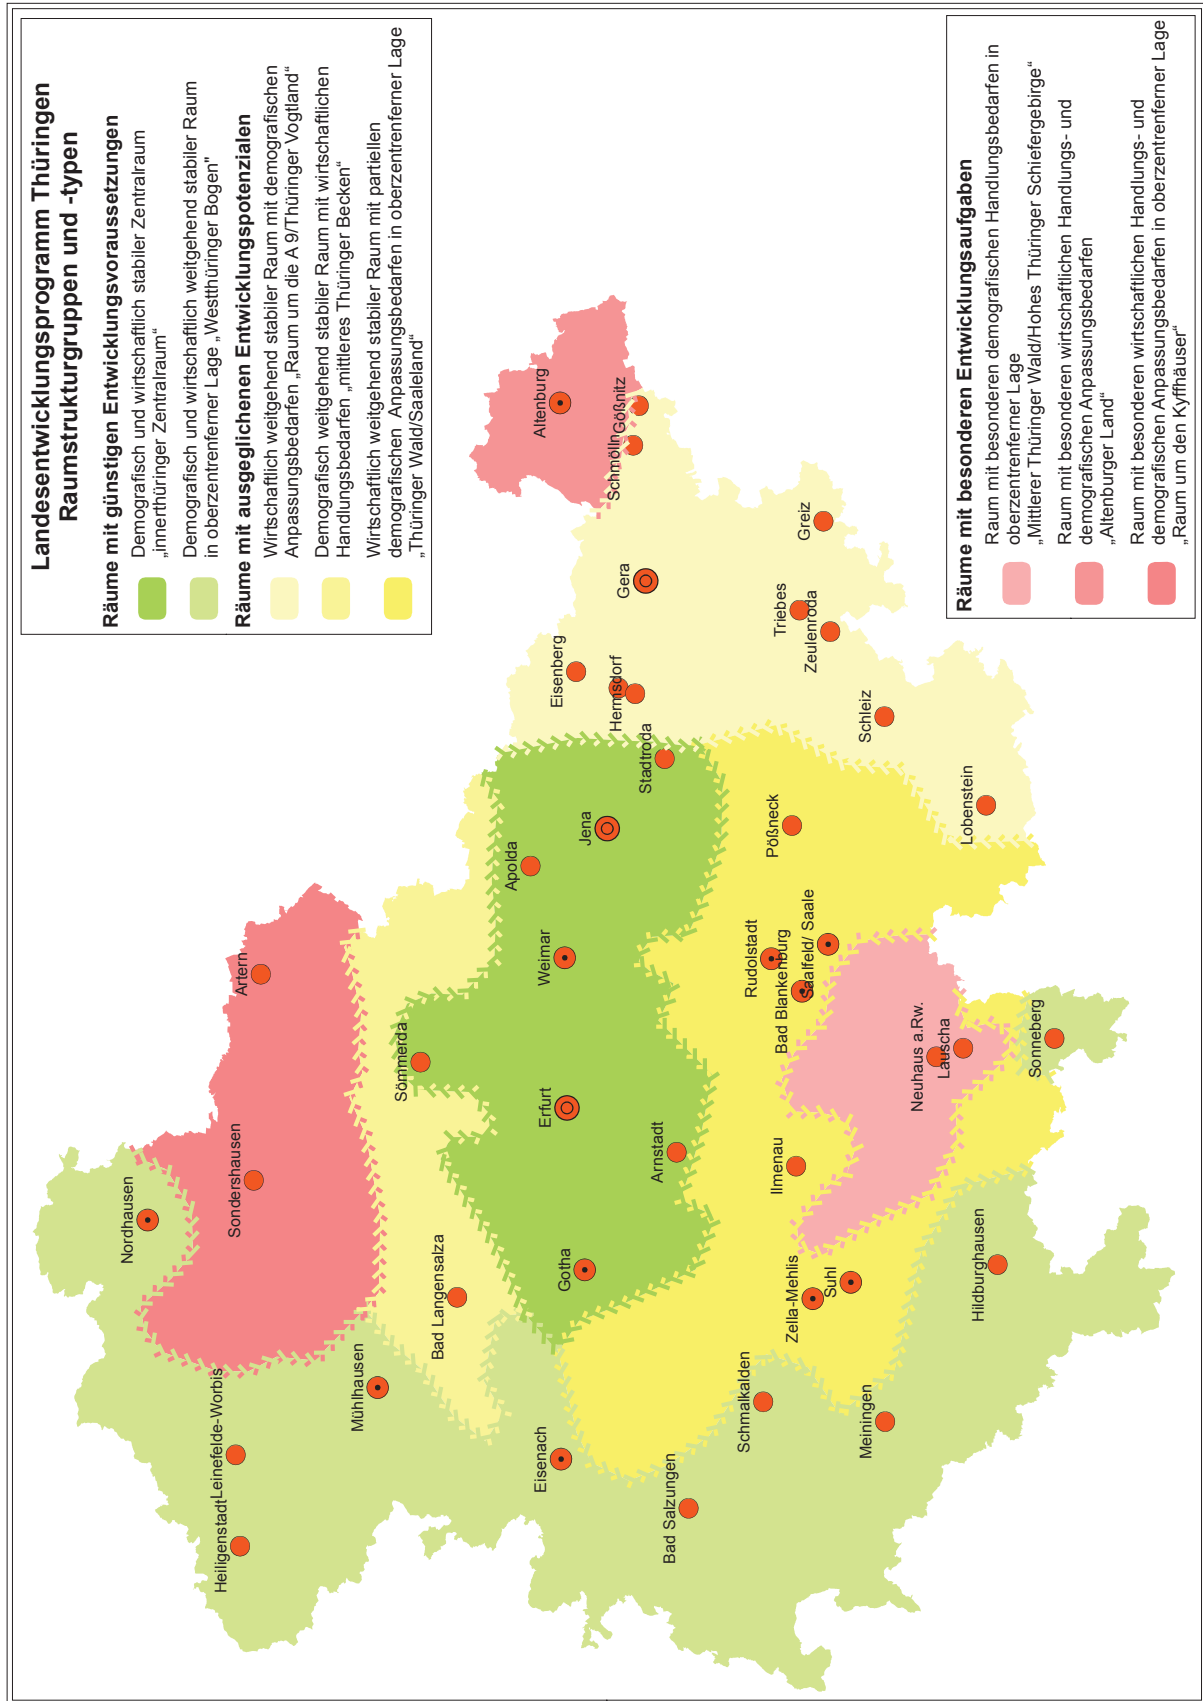 Landesentwicklungsprogramm Thüringen
Raumstrukturgruppen und -typen
Räume mit günstigen Entwicklungsvoraussetzungen
Demografisch und wirtschaftlich stabiler Zentralraum
„innerthüringer Zentralraum“
Demografisch und wirtschaftlich weitgehend stabiler Raum
in oberzentrenferner Lage „Westthüringer Bogen"
Räume mit ausgeglichenen Entwicklungspotenzialen
Wirtschaftlich weitgehend stabiler Raum mit demografischen
Anpassungsbedarfen „Raum um die A 9/Thüringer Vogtland“
Demografisch weitgehend stabiler Raum mit wirtschaftlichen
Handlungsbedarfen „mittleres Thüringer Becken“
Wirtschaftlich weitgehend stabiler Raum mit partiellen
demografischen Anpassungsbedarfen in oberzentrenferner Lage
„Thüringer Wald/Saaleland“
Räume mit besonderen Entwicklungsaufgaben
Raum mit besonderen demografischen Handlungsbedarfen in
oberzentrenferner Lage
„Mittlerer Thüringer Wald/Hohes Thüringer Schiefergebirge“
Raum mit besonderen wirtschaftlichen Handlungs- und
demografischen Anpassungsbedarfen
„Altenburger Land“
Raum mit besonderen wirtschaftlichen Handlungs- und
demografischen Anpassungsbedarfen in oberzentrenferner Lage
„Raum um den Kyffhäuser“
Nordhausen
Heiligenstadt
Leinefelde-Worbis
Sondershausen
Artern
Mühlhausen
Sömmerda
Bad Langensalza
Apolda
Altenburg
Eisenach
Gotha
Erfurt
Weimar
Jena
Eisenberg
Schmölln
Gößnitz
Hermsdorf
Gera
Stadtroda
Arnstadt
Bad Salzungen
Schmalkalden
Rudolstadt
Pößneck
Triebes
Greiz
Zella-Mehlis
Ilmenau
Bad Blankenburg
Saalfeld/ Saale
Zeulenroda
Suhl
Meiningen
Schleiz
Neuhaus a.Rw.
Lauscha
Lobenstein
Hildburghausen
Sonneberg